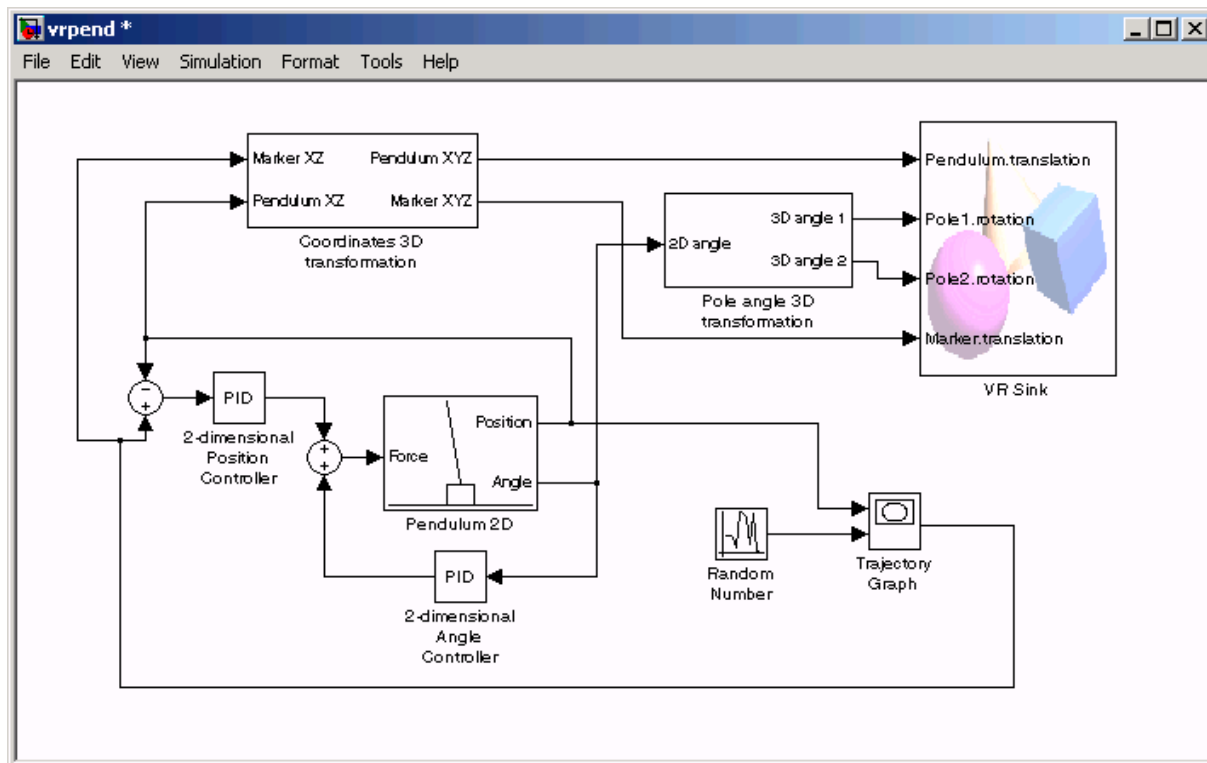 vrpend *
File Edit View Simulation Format Tools Help
Marker XZ
Pendulum XYZ
Pendulum XZ
Marker XYZ
Coordinates 3D
transformation
2D angle
3D angle 1
3D angle 2
Pole angle 3D
transformation
Pendulum.translation
Pole1.rotation
Pole2.rotation
Marker.translation
VR Sink
−
+
PID
2-dimensional
Position
Controller
+
+
Force
Position
Angle
Pendulum 2D
PID
2-dimensional
Angle
Controller
Random
Number
Trajectory
Graph